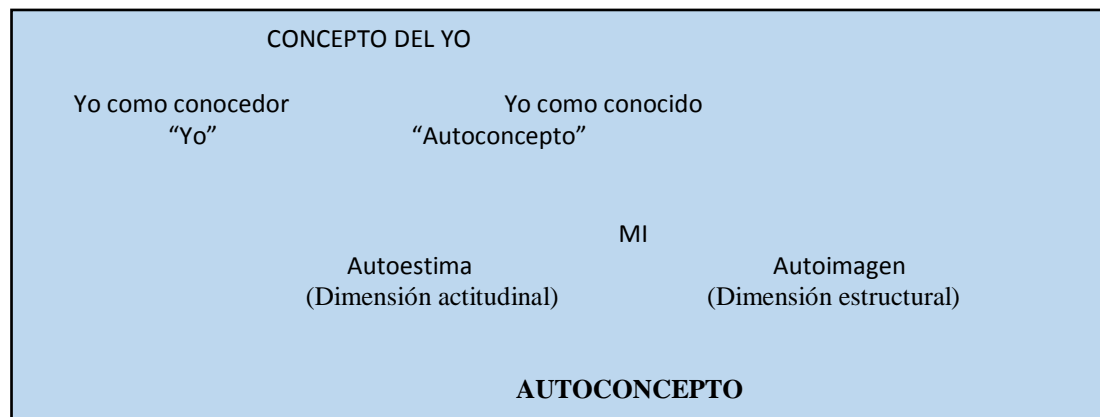 CONCEPTO DEL YO
Yo como conocedor Yo como conocido
“Yo” “Autoconcepto”
MI
Autoestima Autoimagen
(Dimensión actitudinal) (Dimensión estructural)
AUTOCONCEPTO